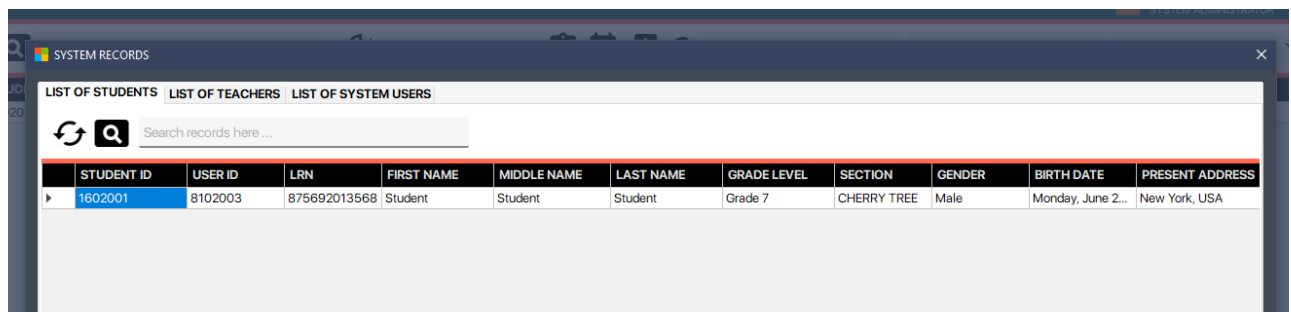 SYSTEM ADMINISTRATOR
SYSTEM RECORDS
LIST OF STUDENTS LIST OF TEACHERS LIST OF SYSTEM USERS
Search records here ...
STUDENT ID USER ID LRN FIRST NAME MIDDLE NAME LAST NAME GRADE LEVEL SECTION GENDER BIRTH DATE PRESENT ADDRESS
1602001 8102003 875692013568 Student Student Student Grade 7 CHERRY TREE Male Monday, June 2... New York, USA